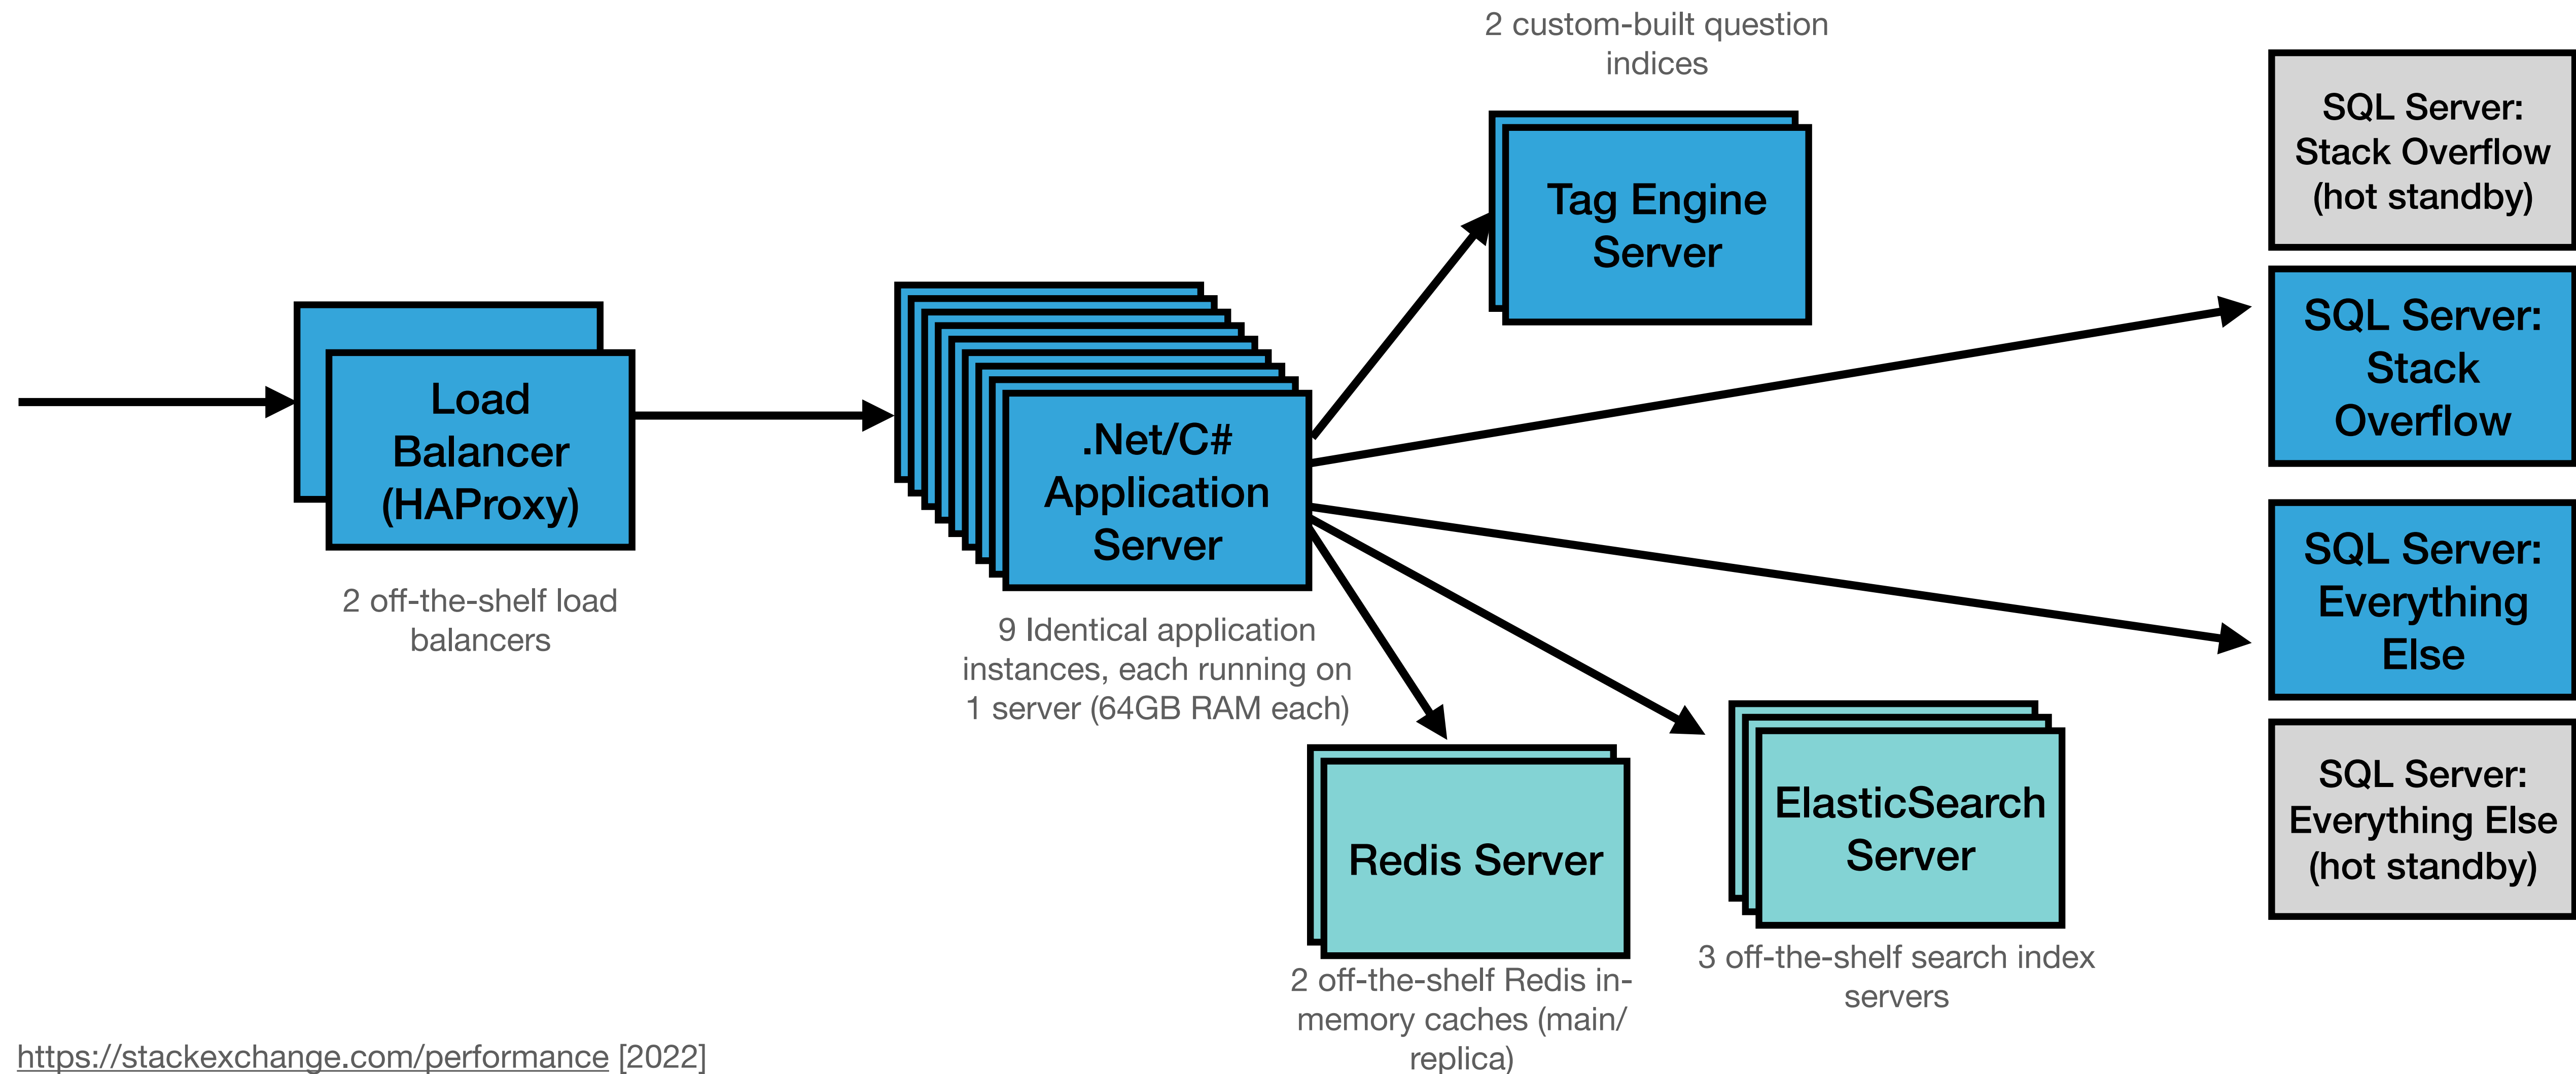 2 custom-built question
indices
Tag Engine
Server
SQL Server:
Stack Overflow
(hot standby)
SQL Server:
Stack
Overflow
Load
Balancer
(HAProxy)
2 off-the-shelf load
balancers
.Net/C#
Application
Server
9 Identical application
instances, each running on
1 server (64GB RAM each)
SQL Server:
Everything
Else
SQL Server:
Everything Else
(hot standby)
Redis Server
2 off-the-shelf Redis in-
memory caches (main/
replica)
ElasticSearch
Server
3 off-the-shelf search index
servers
https://stackexchange.com/performance [2022]